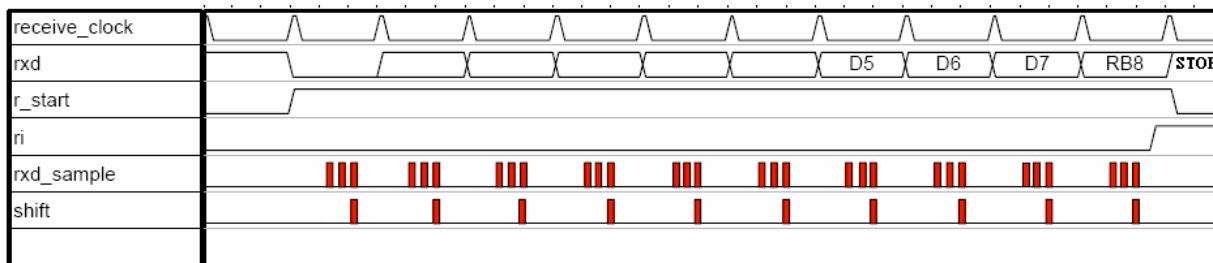 receive_clock
rxd D5 D6 D7 RB8 STOP
r_start
ri
rxd_sample
shift